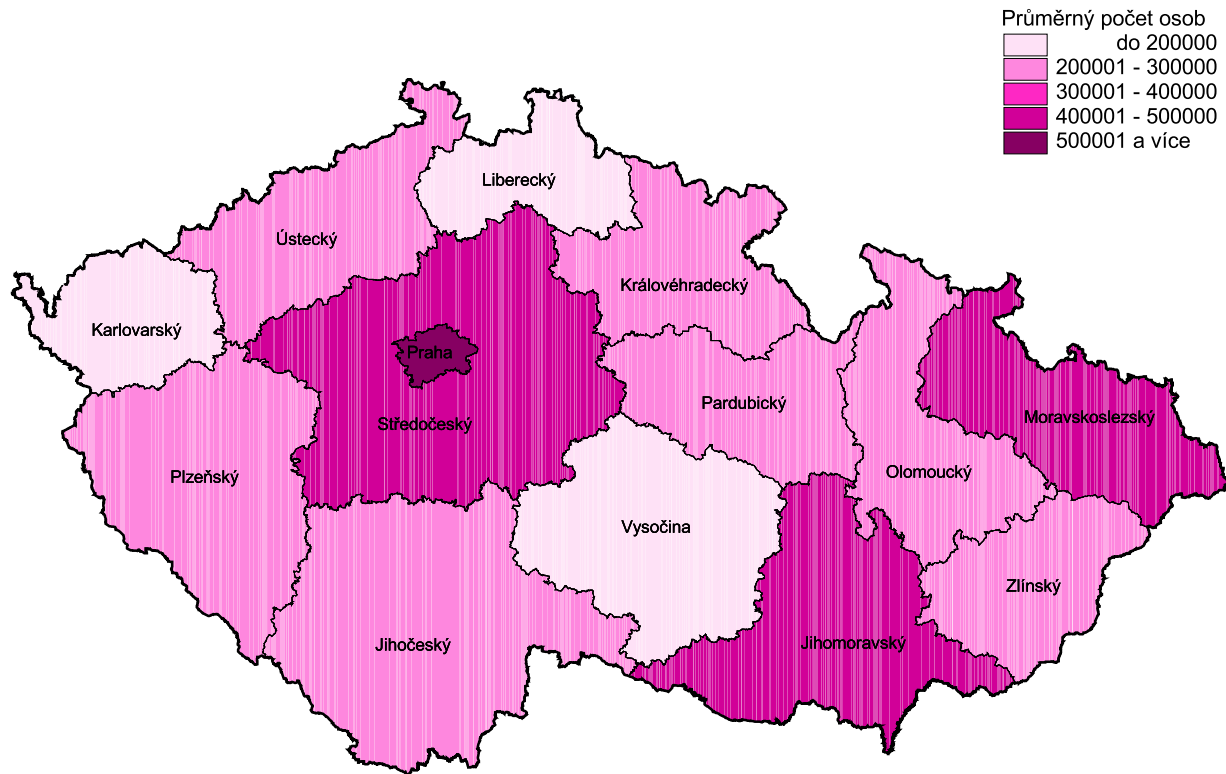 Průměrný počet osob
do 200000
200001 - 300000
300001 - 400000
400001 - 500000
500001 a více
Liberecký
Ústecký
Královéhradecký
Karlovarský
Praha
Pardubický
Středočeský
Moravskoslezský
Plzeňský
Olomoucký
Vysočina
Zlínský
Jihočeský
Jihomoravský